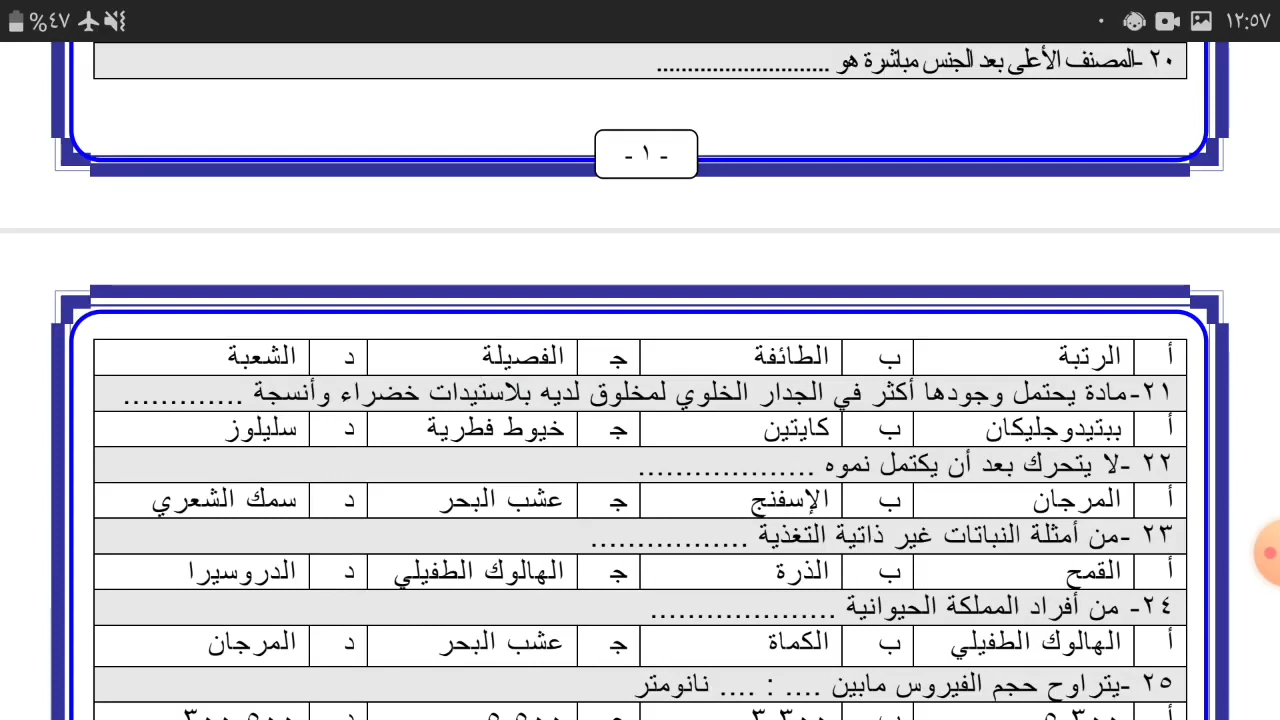 ١٢:٥٧
%٤٧
٢٠ -المصنف الأعلى بعد الجنس مباشرة هو ............................
- ١ -
أ الرتبة ب الطائفة ج الفصيلة د الشعبة
٢١-مادة يحتمل وجودها أكثر في الجدار الخلوي لمخلوق لديه بلاستيدات خضراء وأنسجة .............
أ ببتيدوجليكان ب كايتين ج خيوط فطرية د سليلوز
٢٢ -لا يتحرك بعد أن يكتمل نموه ...................
أ المرجان ب الإسفنج ج عشب البحر د سمك الشعري
٢٣ -من أمثلة النباتات غير ذاتية التغذية .................
أ القمح ب الذرة ج الهالوك الطفيلي د الدروسيرا
٢٤- من أفراد المملكة الحيوانية ....................
أ الهالوك الطفيلي ب الكماة ج عشب البحر د المرجان
٢٥ -يتراوح حجم الفيروس مابين .... : .... نانومتر